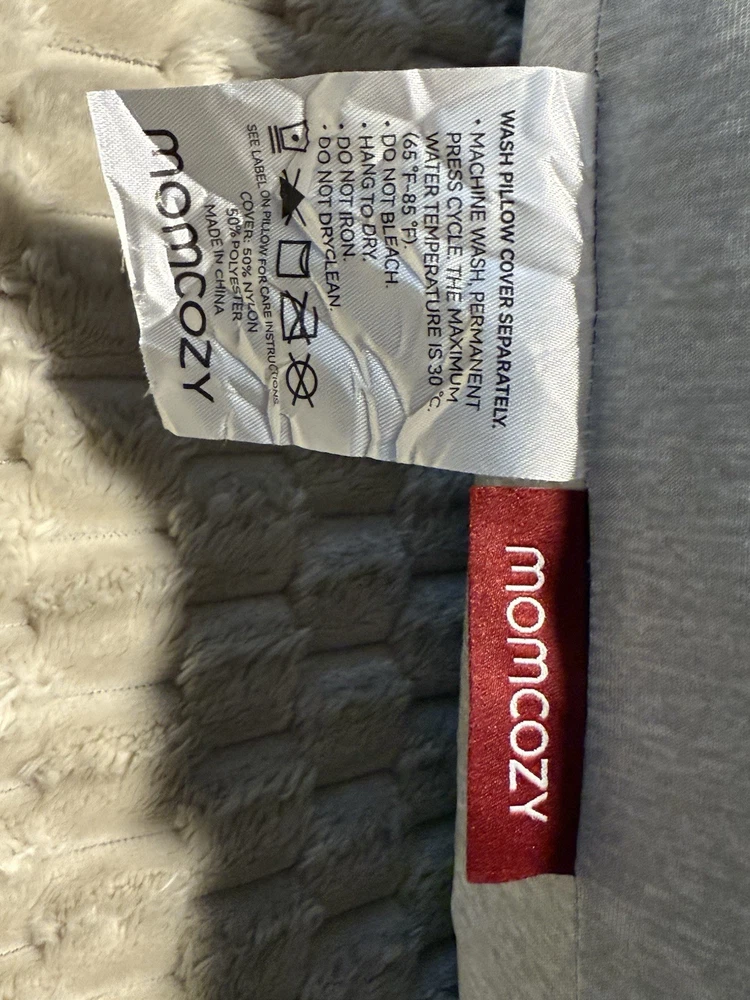 WASH PILLOW COVER SEPARATELY.
• MACHINE WASH, PERMANENT
PRESS CYCLE. THE MAXIMUM
WATER TEMPERATURE IS 30 °C.
(65 °F–85 °F).
• DO NOT BLEACH.
• HANG TO DRY.
• DO NOT IRON.
• DO NOT DRYCLEAN.
SEE LABEL ON PILLOW FOR CARE INSTRUCTIONS
COVER: 50% NYLON
50% POLYESTER
MADE IN CHINA
momcozy
momcozy